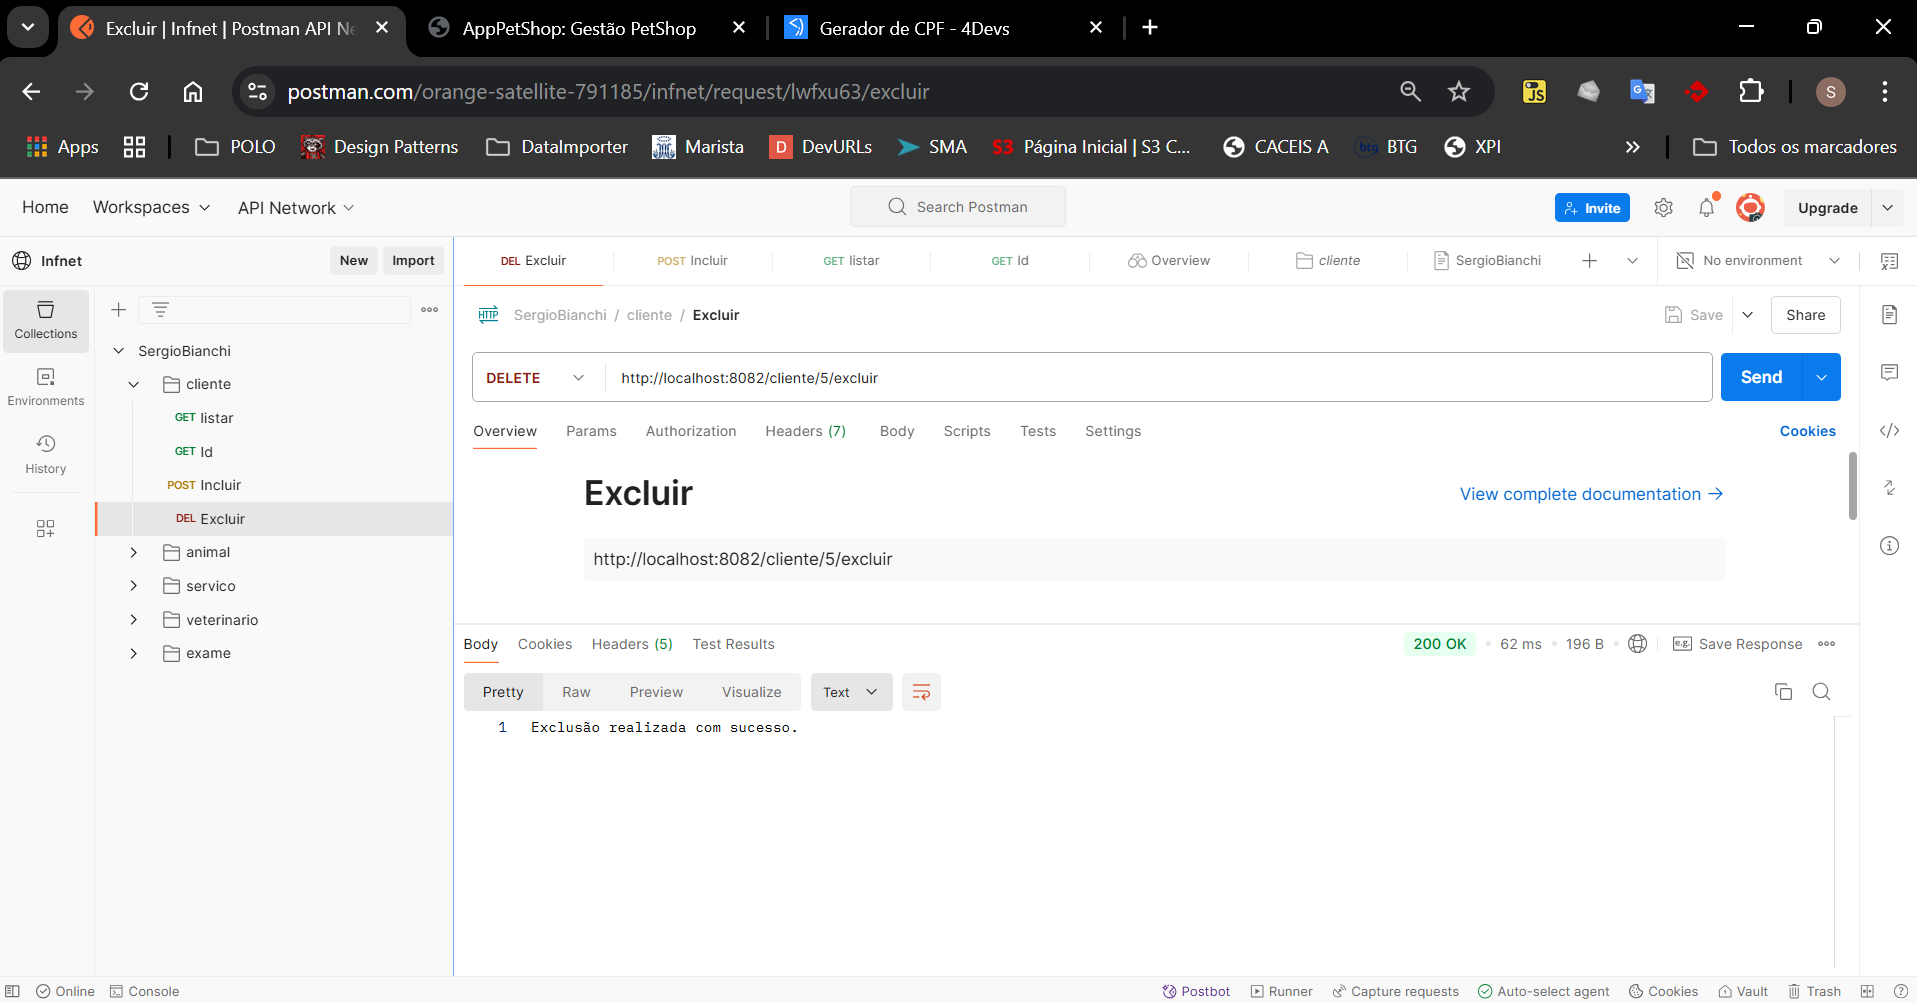 Excluir | Infnet | Postman API Ne
AppPetShop: Gestão PetShop
Gerador de CPF - 4Devs
postman.com/orange-satellite-791185/infnet/request/lwfxu63/excluir
JS
G
S
Apps
POLO
Design Patterns
DataImporter
Marista
D DevURLs
SMA
S3 Página Inicial | S3 C...
CACEIS A
btg BTG
XPI
Todos os marcadores
Home
Workspaces
API Network
Search Postman
Invite
Upgrade
Infnet
New
Import
DEL Excluir
POST Incluir
GET listar
GET Id
Overview
cliente
SergioBianchi
No environment
Collections
Environments
History
SergioBianchi
cliente
GET listar
GET Id
POST Incluir
DEL Excluir
animal
servico
veterinario
exame
HTTP SergioBianchi / cliente / Excluir
Save
Share
DELETE
http://localhost:8082/cliente/5/excluir
Send
Overview
Params
Authorization
Headers (7)
Body
Scripts
Tests
Settings
Cookies
Excluir
View complete documentation →
http://localhost:8082/cliente/5/excluir
Body
Cookies
Headers (5)
Test Results
200 OK • 62 ms • 196 B
e.g. Save Response
Pretty
Raw
Preview
Visualize
Text
1 Exclusão realizada com sucesso.
Online
Console
Postbot
Runner
Capture requests
Auto-select agent
Cookies
Vault
Trash